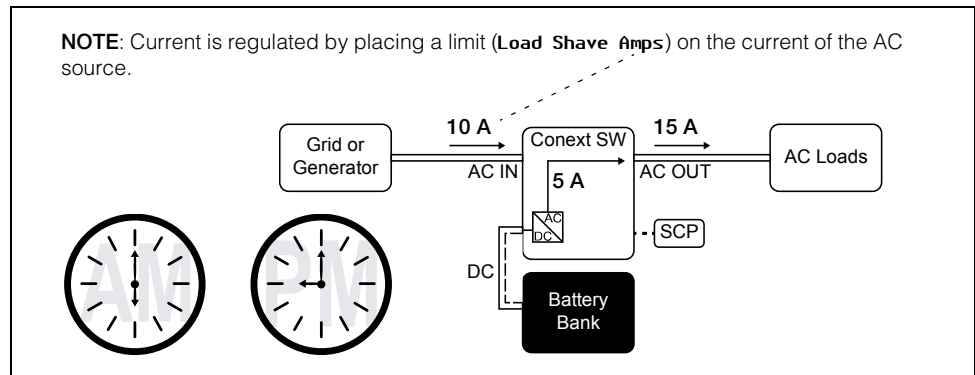 NOTE: Current is regulated by placing a limit (Load Shave Amps) on the current of the AC
source.
10 A
15 A
Grid or
Generator
Conext SW
AC Loads
AC IN
AC OUT
5 A
AC
DC
SCP
AM
PM
DC
Battery
Bank